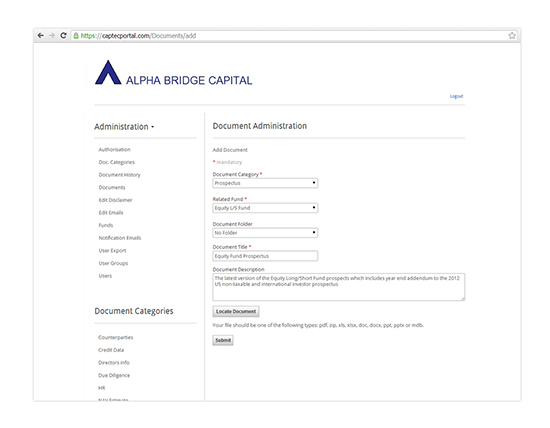 https://captecportal.com/Documents/add
ALPHA BRIDGE CAPITAL
Logout
Administration
Authorisation
Doc. Categories
Document History
Documents
Edit Disclaimer
Edit Emails
Funds
Notification Emails
User Export
User Groups
Users
Document Categories
Counterparties
Credit Data
Directors info
Due Diligence
HR
NAV Estimate
Document Administration
Add Document
* mandatory
Document Category *
Prospectus
Related Fund *
Equity L/S Fund
Document Folder
No Folder
Document Title *
Equity Fund Prospectus
Document Description
The latest version of the Equity Long/Short Fund prospects which includes year end addendum to the 2012
US non-taxable and international investor prospectus
Locate Document
Your file should be one of the following types: pdf, zip, xls, xlsx, doc, docx, ppt, pptx or mdb.
Submit